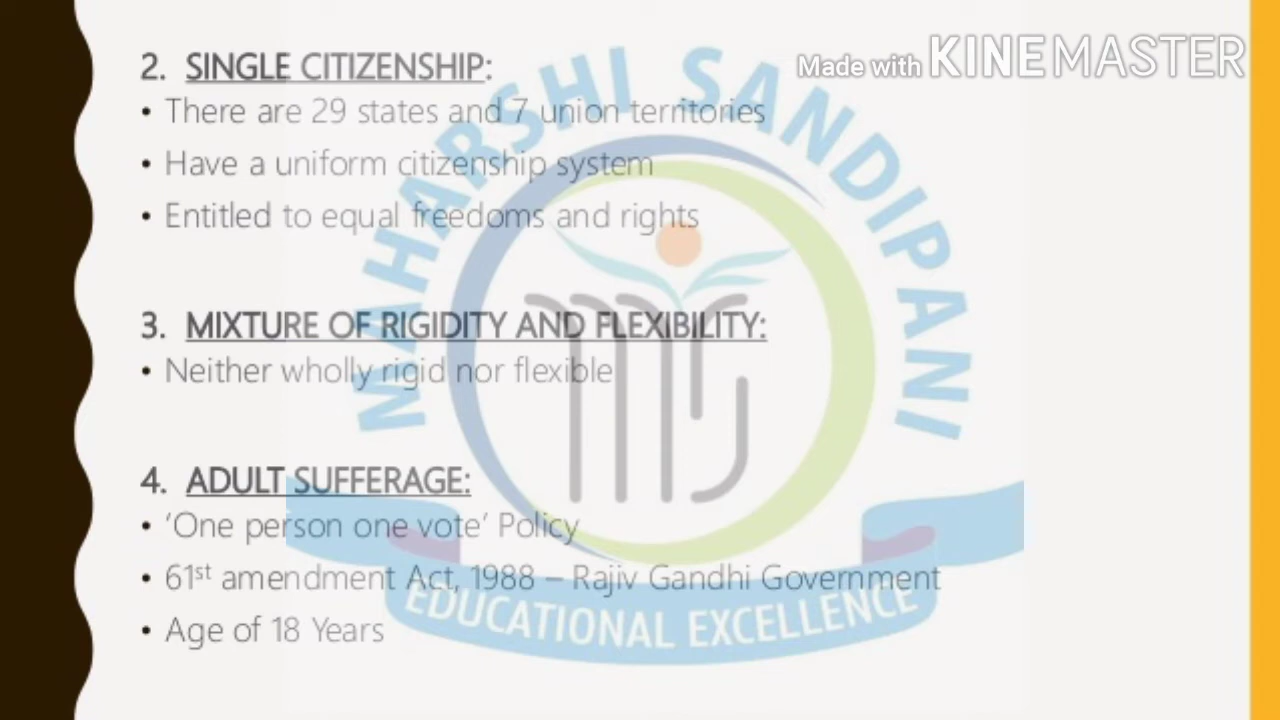 Made with KINEMASTER
2. SINGLE CITIZENSHIP:
• There are 29 states and 7 union territories
• Have a uniform citizenship system
• Entitled to equal freedoms and rights
3. MIXTURE OF RIGIDITY AND FLEXIBILITY:
• Neither wholly rigid nor flexible
4. ADULT SUFFERAGE:
• ‘One person one vote’ Policy
• 61st amendment Act, 1988 – Rajiv Gandhi Government
• Age of 18 Years
MAHARSHI SANDIPANI
EDUCATIONAL EXCELLENCE